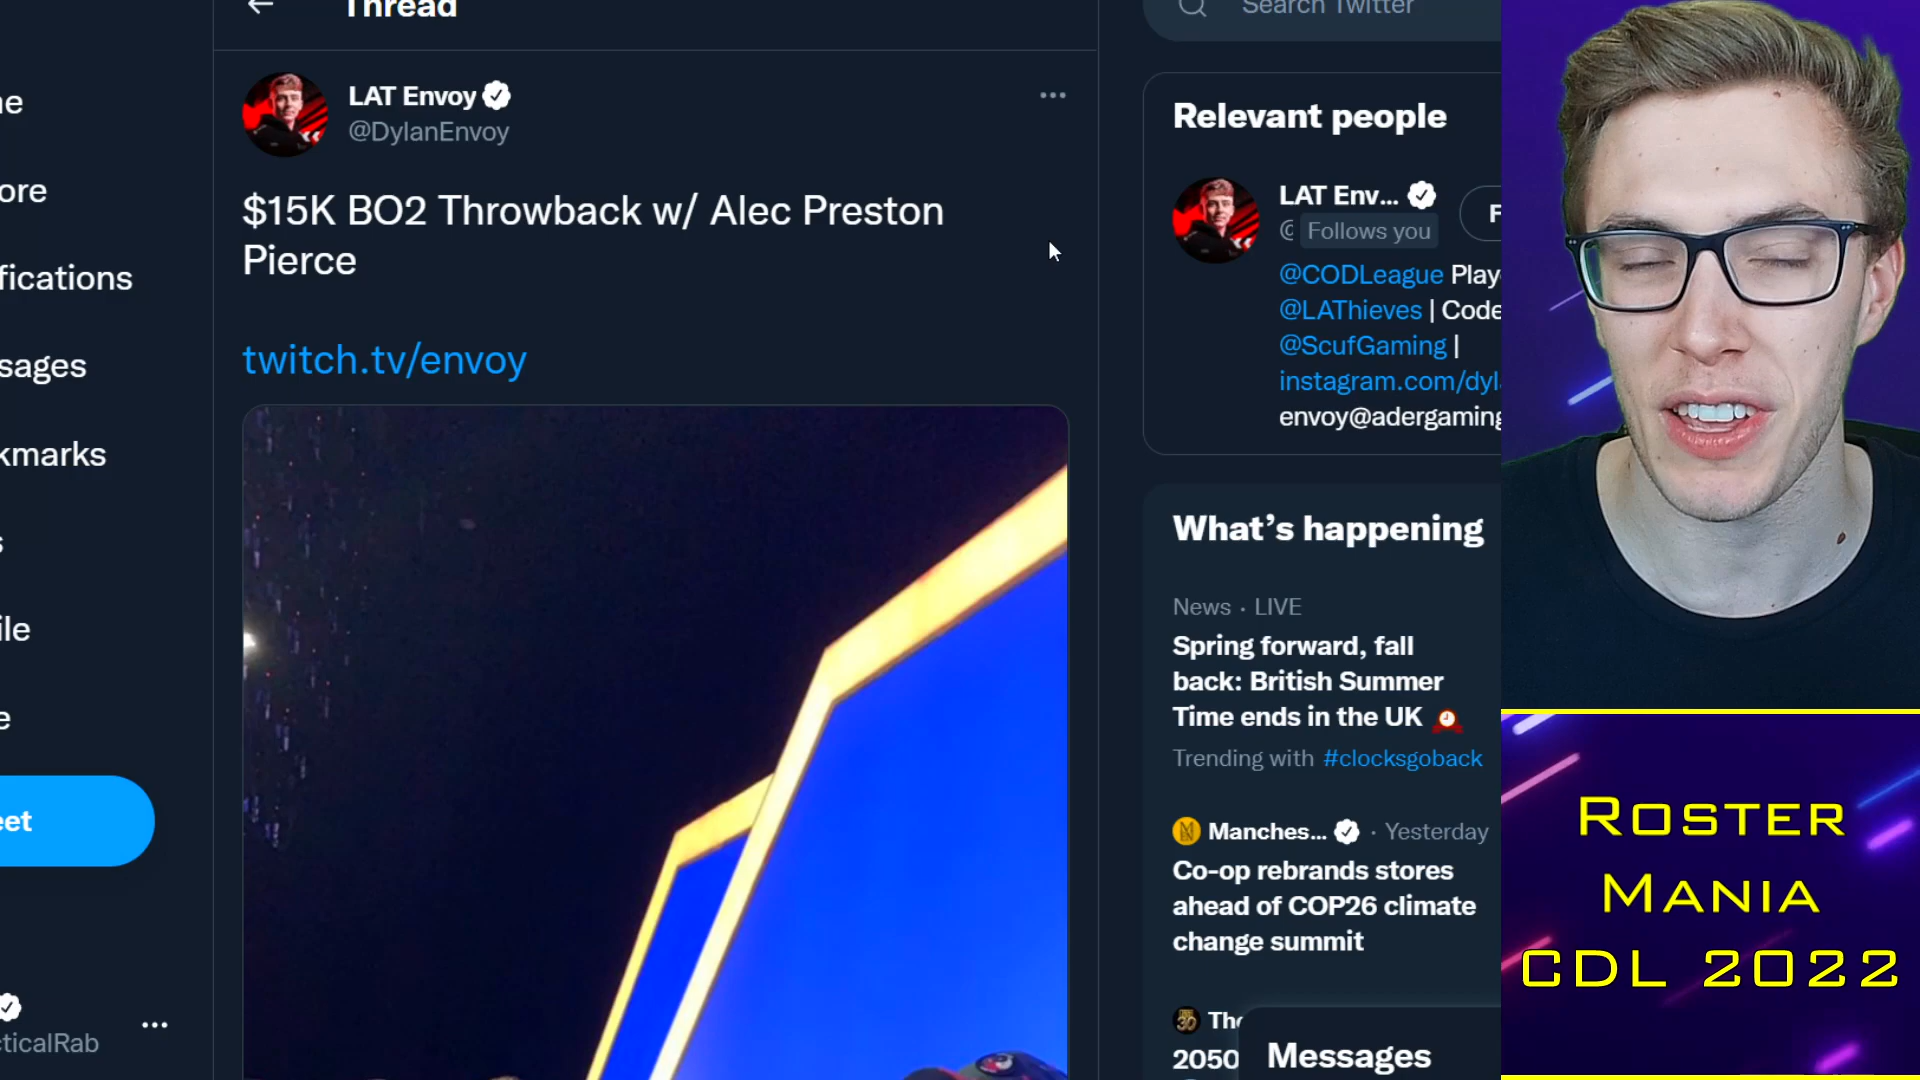 Thread
Search Twitter
ne
ore
fications
sages
kmarks
s
ile
e
eet
cticalRab
LAT Envoy
@DylanEnvoy
$15K BO2 Throwback w/ Alec Preston
Pierce
twitch.tv/envoy
Relevant people
LAT Env...
@ Follows you
F
@CODLeague Play
@LAThieves | Code
@ScufGaming |
instagram.com/dyl
envoy@adergaming
What's happening
News · LIVE
Spring forward, fall
back: British Summer
Time ends in the UK
Trending with #clocksgoback
Manches... · Yesterday
Co-op rebrands stores
ahead of COP26 climate
change summit
The
2050
Messages
Roster
Mania
CDL 2022